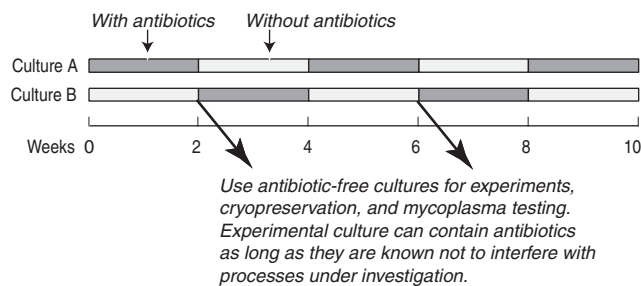 With antibiotics Without antibiotics
Culture A
Culture B
Weeks 0 2 4 6 8 10
Use antibiotic-free cultures for experiments,
cryopreservation, and mycoplasma testing.
Experimental culture can contain antibiotics
as long as they are known not to interfere with
processes under investigation.